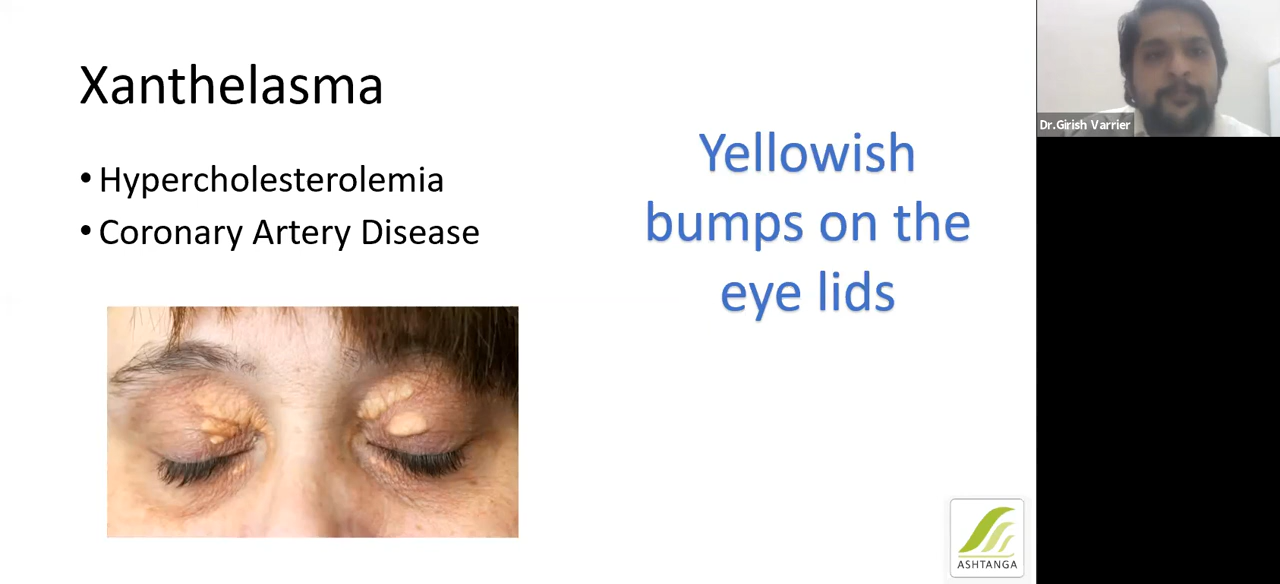 Xanthelasma
• Hypercholesterolemia
• Coronary Artery Disease
Yellowish
bumps on the
eye lids
Dr.Girish Varrier
ASHTANGA